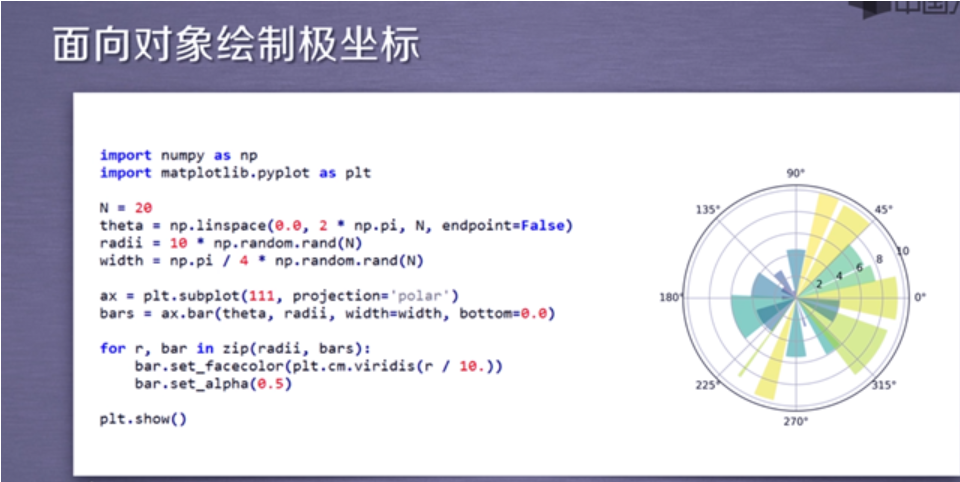 中国
面向对象绘制极坐标
import numpy as np
import matplotlib.pyplot as plt
N = 20
theta = np.linspace(0.0, 2 * np.pi, N, endpoint=False)
radii = 10 * np.random.rand(N)
width = np.pi / 4 * np.random.rand(N)
ax = plt.subplot(111, projection='polar')
bars = ax.bar(theta, radii, width=width, bottom=0.0)
for r, bar in zip(radii, bars):
    bar.set_facecolor(plt.cm.viridis(r / 10.))
    bar.set_alpha(0.5)
plt.show()
90°
135°
45°
10
8
6
4
2
180°
0°
225°
315°
270°